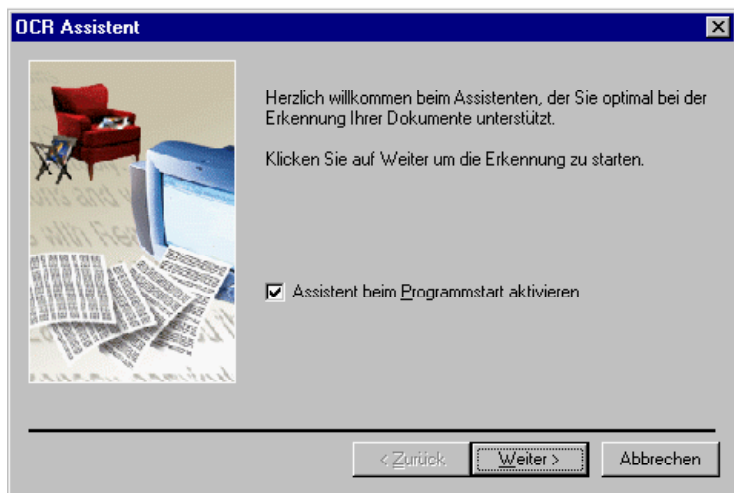 OCR Assistent
Herzlich willkommen beim Assistenten, der Sie optimal bei der
Erkennung Ihrer Dokumente unterstützt.
Klicken Sie auf Weiter um die Erkennung zu starten.
Assistent beim Programmstart aktivieren
< Zurück
Weiter >
Abbrechen